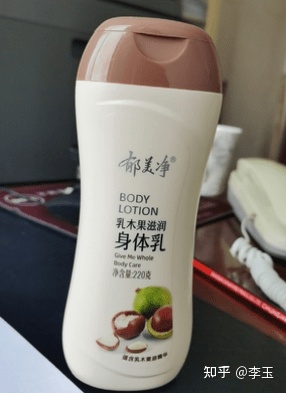 郁美净®
BODY
LOTION
乳木果滋润
身体乳
Give Me Whole
Body Care
净含量:220克
知乎 @李玉